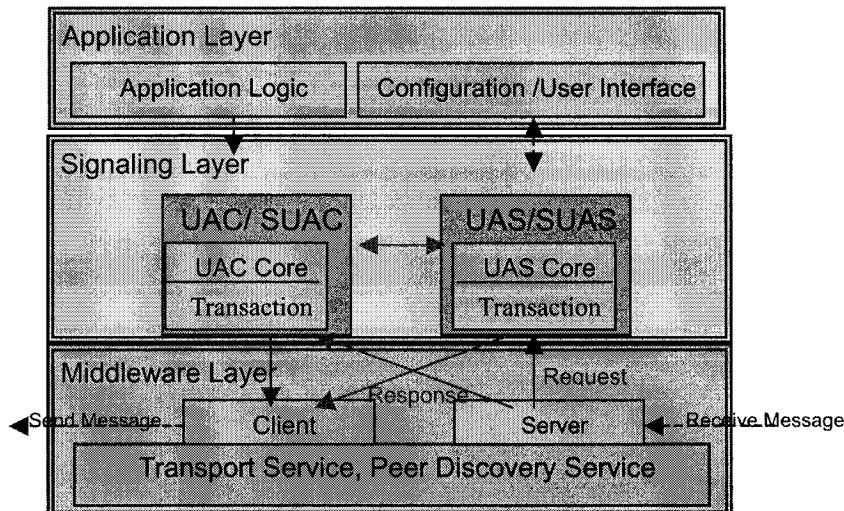 Application Layer
Application Logic
Configuration /User Interface
Signaling Layer
UAC/ SUAC
UAS/SUAS
UAC Core
UAS Core
Transaction
Transaction
Middleware Layer
Response
Request
Send Message
Client
Server
Receive Message
Transport Service, Peer Discovery Service